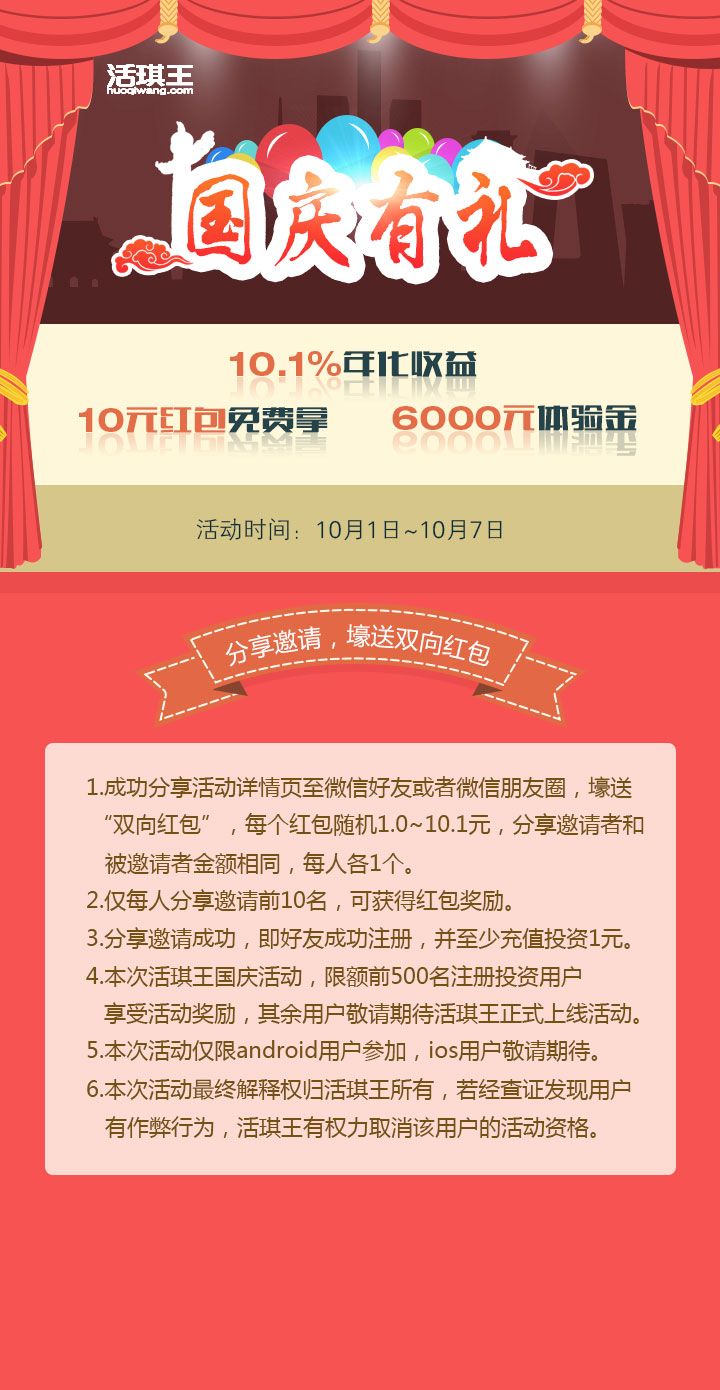 活琪王
huoqiwang.com
国庆有礼
10.1%年化收益
10元红包免费拿 6000元体验金
活动时间：10月1日~10月7日
分享邀请，壕送双向红包
1.成功分享活动详情页至微信好友或者微信朋友圈，壕送
“双向红包”，每个红包随机1.0~10.1元，分享邀请者和
被邀请者金额相同，每人各1个。
2.仅每人分享邀请前10名，可获得红包奖励。
3.分享邀请成功，即好友成功注册，并至少充值投资1元。
4.本次活琪王国庆活动，限额前500名注册投资用户
享受活动奖励，其余用户敬请期待活琪王正式上线活动。
5.本次活动仅限android用户参加，ios用户敬请期待。
6.本次活动最终解释权归活琪王所有，若经查证发现用户
有作弊行为，活琪王有权力取消该用户的活动资格。